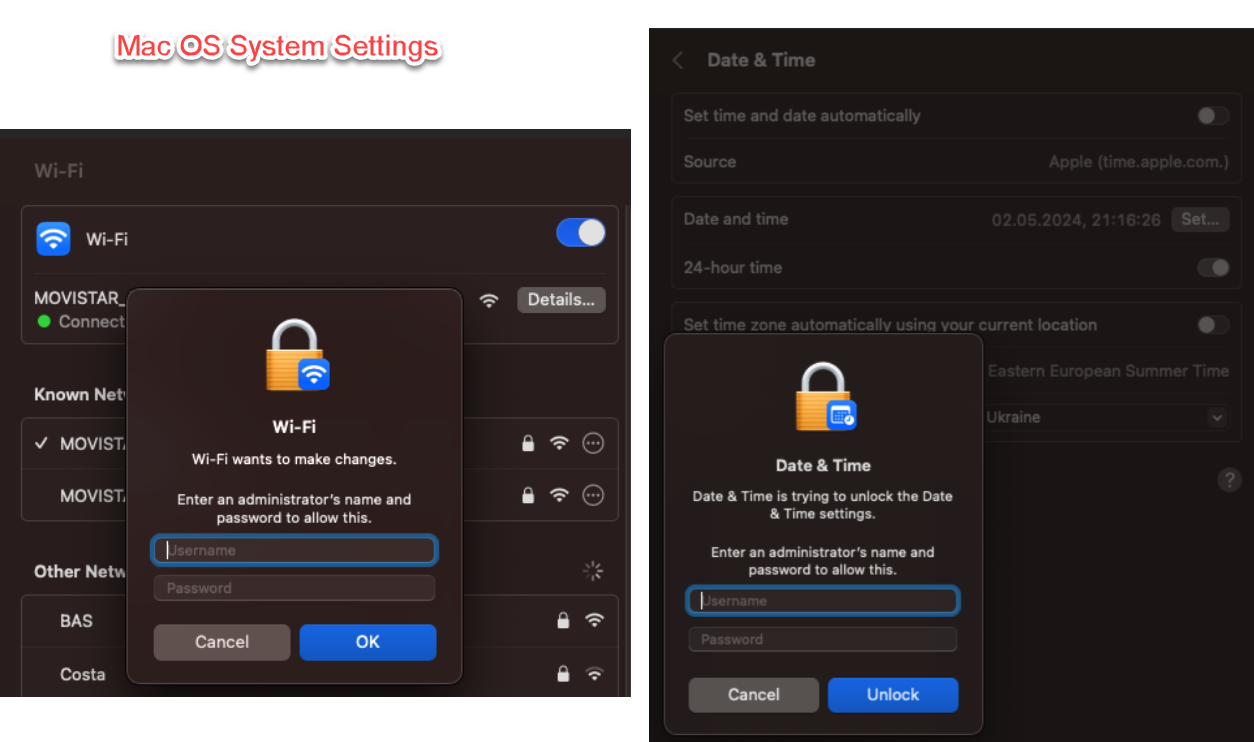 Mac OS System Settings
Wi-Fi
Wi-Fi
MOVISTAR_
Details...
Connect
Wi-Fi
Wi-Fi wants to make changes.
Enter an administrator's name and
password to allow this.
Username
Password
Cancel
OK
Known Net
MOVIST
MOVIST
Other Netw
BAS
Costa
Date & Time
Set time and date automatically
Source
Apple (time.apple.com.)
Date and time
02.05.2024, 21:16:26
Set...
24-hour time
Set time zone automatically using your current location
Eastern European Summer Time
Ukraine
?
Date & Time
Date & Time is trying to unlock the Date
& Time settings.
Enter an administrator's name and
password to allow this.
Username
Password
Cancel
Unlock